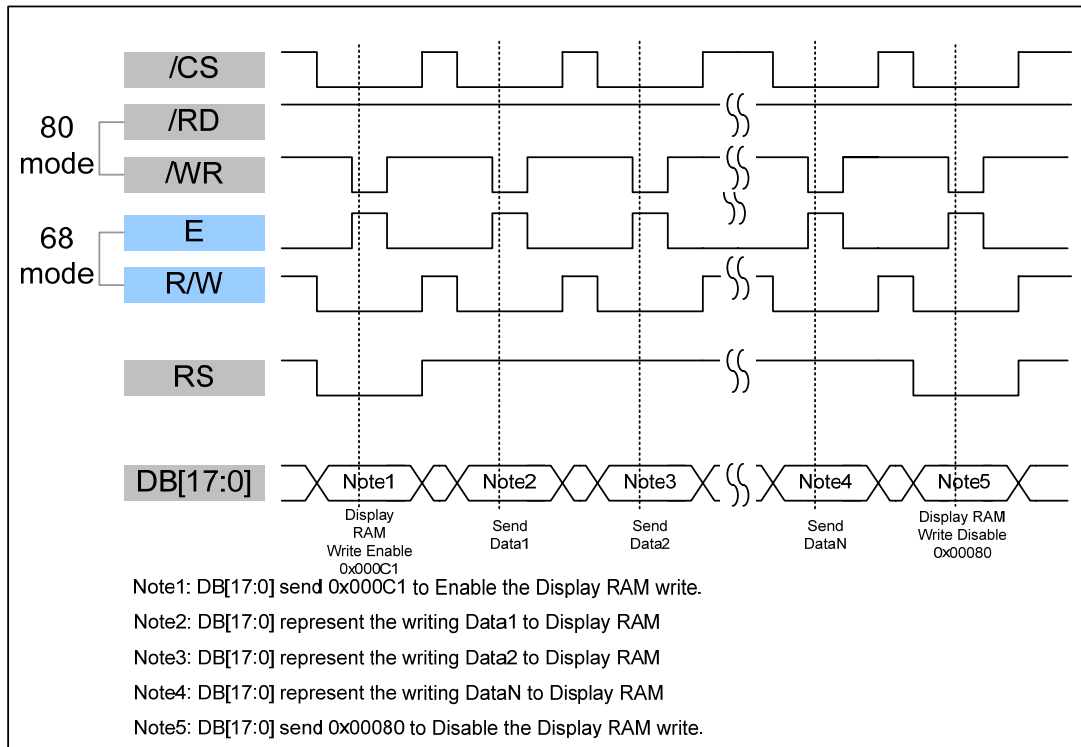 /CS
/RD
80
mode
/WR
E
68
mode
R/W
RS
DB[17:0]
Note1
Note2
Note3
Note4
Note5
Display
RAM
Write Enable
0x000C1
Send
Data1
Send
Data2
Send
DataN
Display RAM
Write Disable
0x00080
Note1: DB[17:0] send 0x000C1 to Enable the Display RAM write.
Note2: DB[17:0] represent the writing Data1 to Display RAM
Note3: DB[17:0] represent the writing Data2 to Display RAM
Note4: DB[17:0] represent the writing DataN to Display RAM
Note5: DB[17:0] send 0x00080 to Disable the Display RAM write.